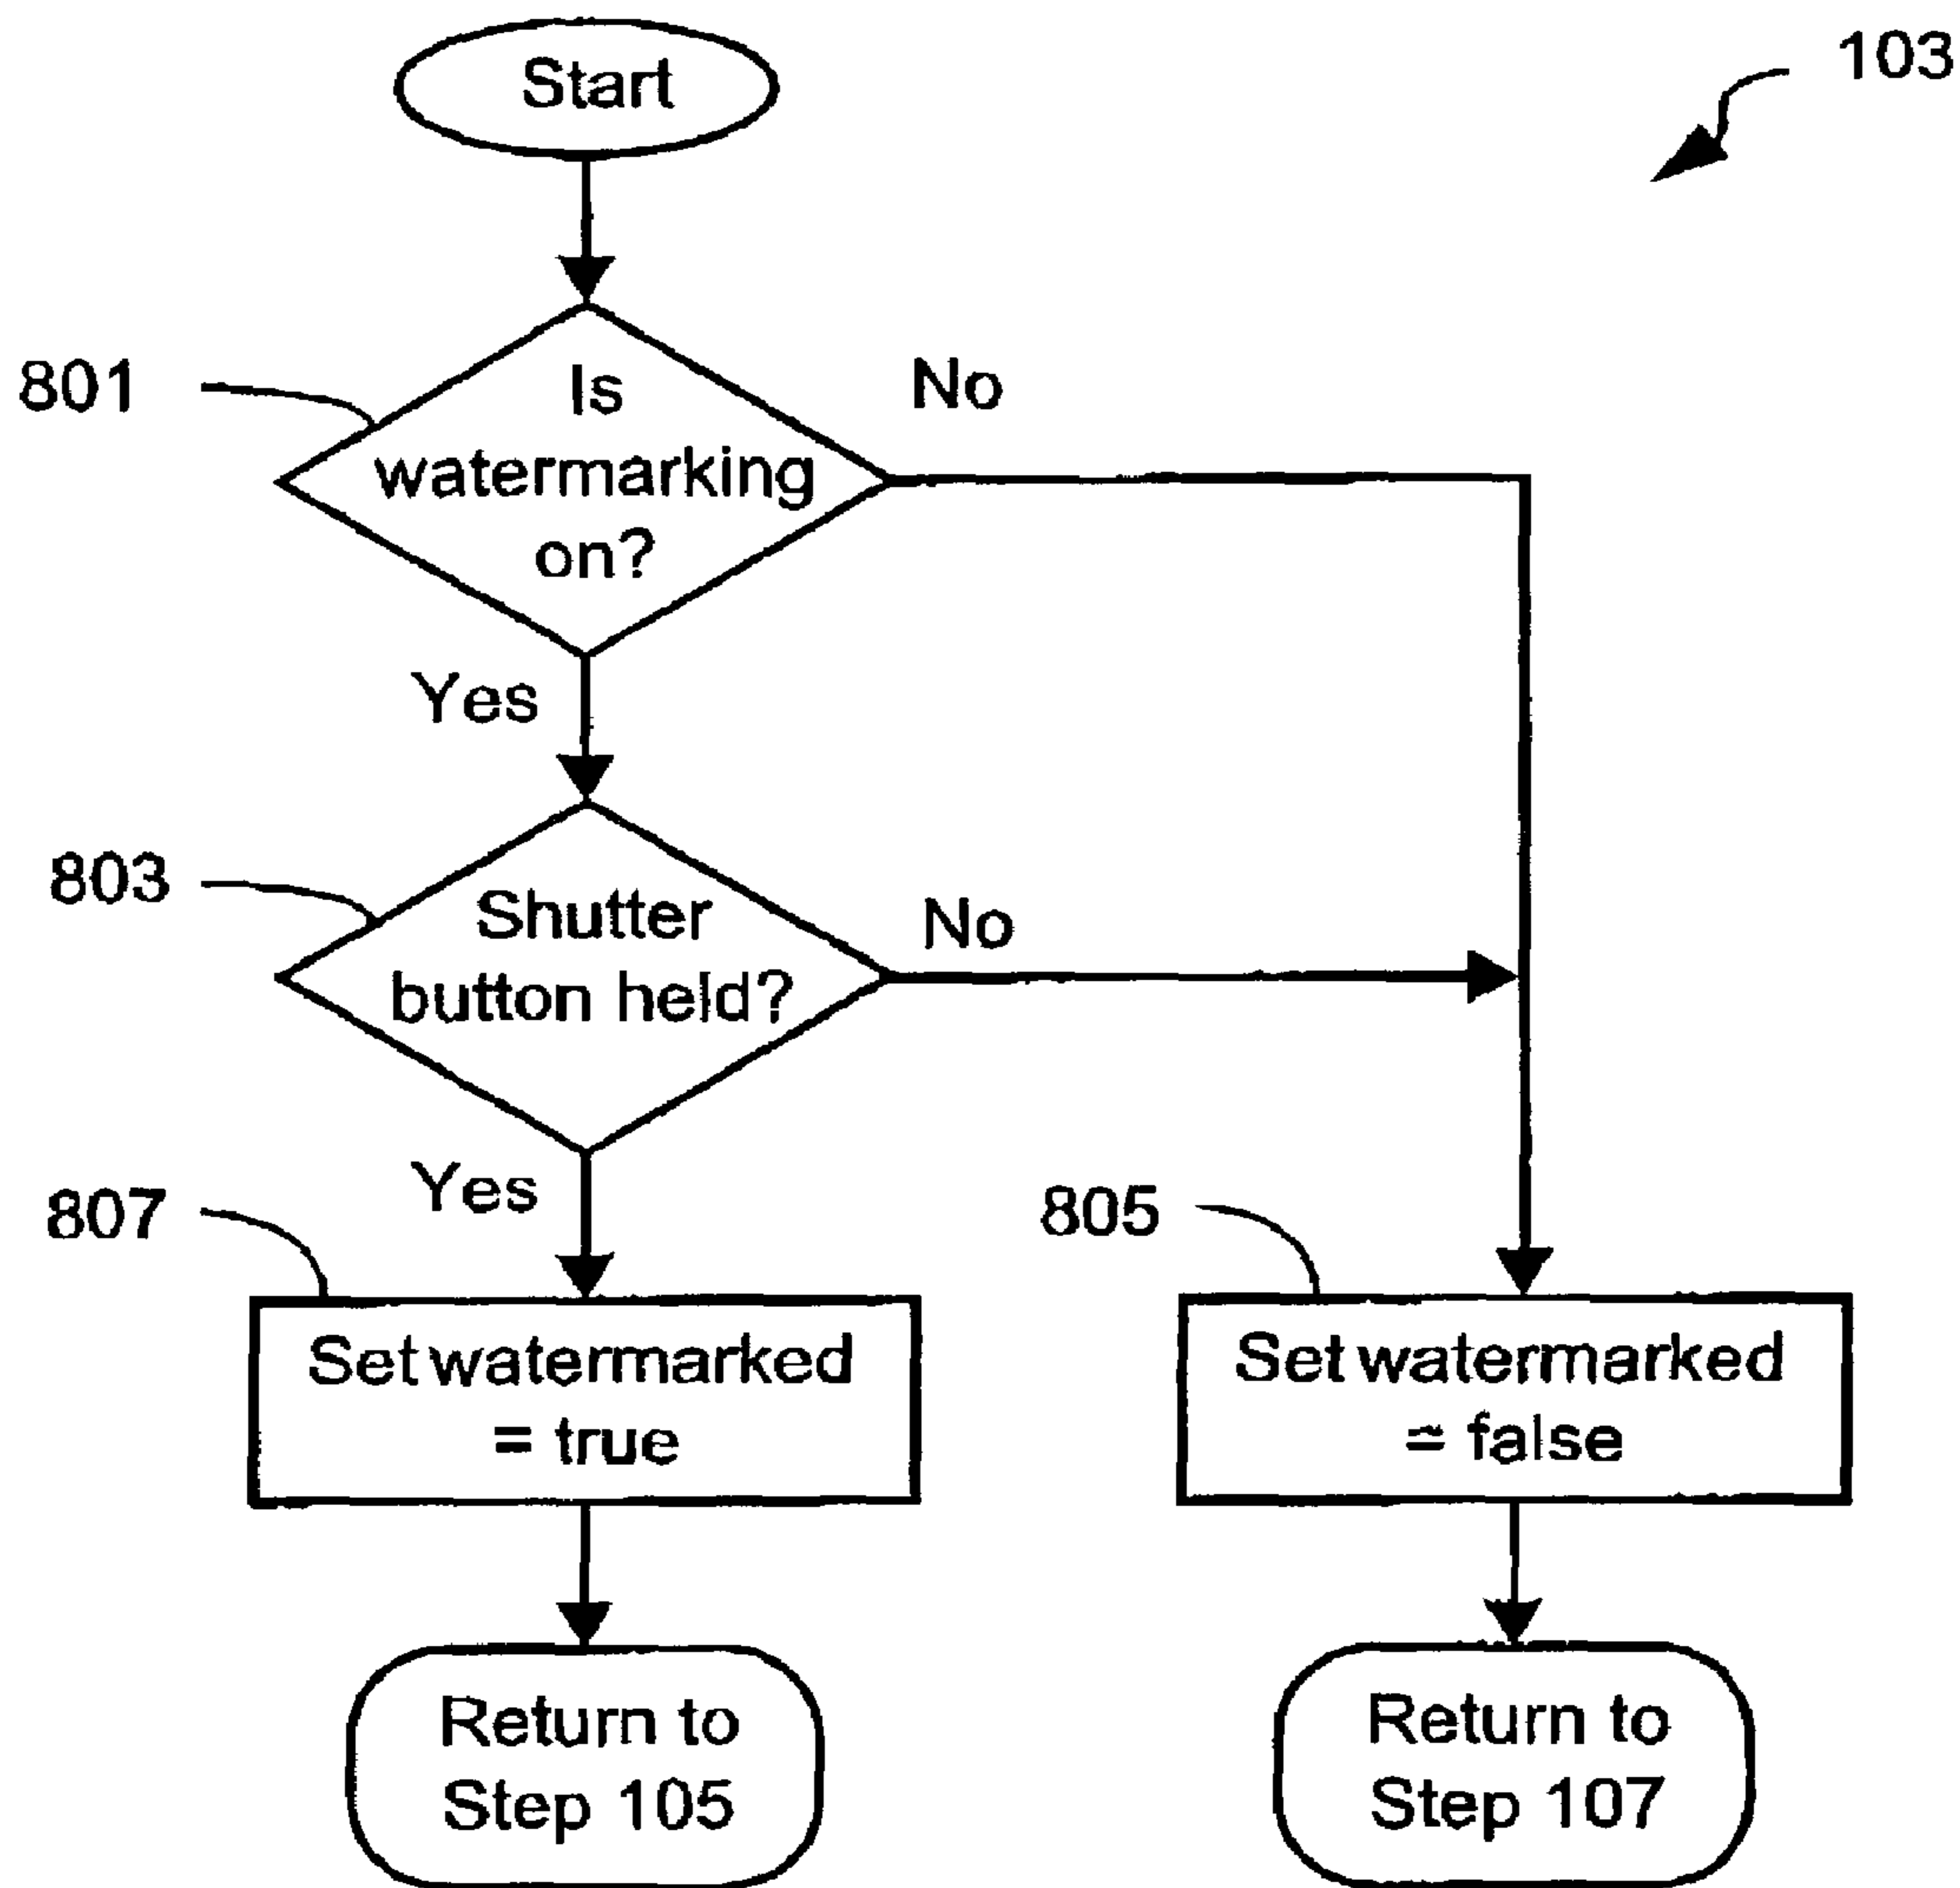 Start
103
801
Is
watermarking
on?
No
Yes
803
Shutter
button held?
No
Yes
807
Set watermarked
= true
805
Set watermarked
= false
Return to
Step 105
Return to
Step 107